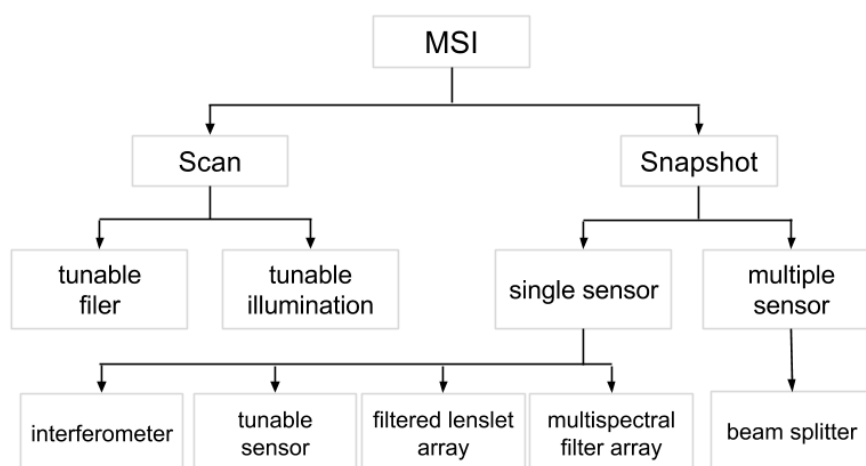 MSI
Scan
Snapshot
tunable
filer
tunable
illumination
single sensor
multiple
sensor
interferometer
tunable
sensor
filtered lenslet
array
multispectral
filter array
beam splitter